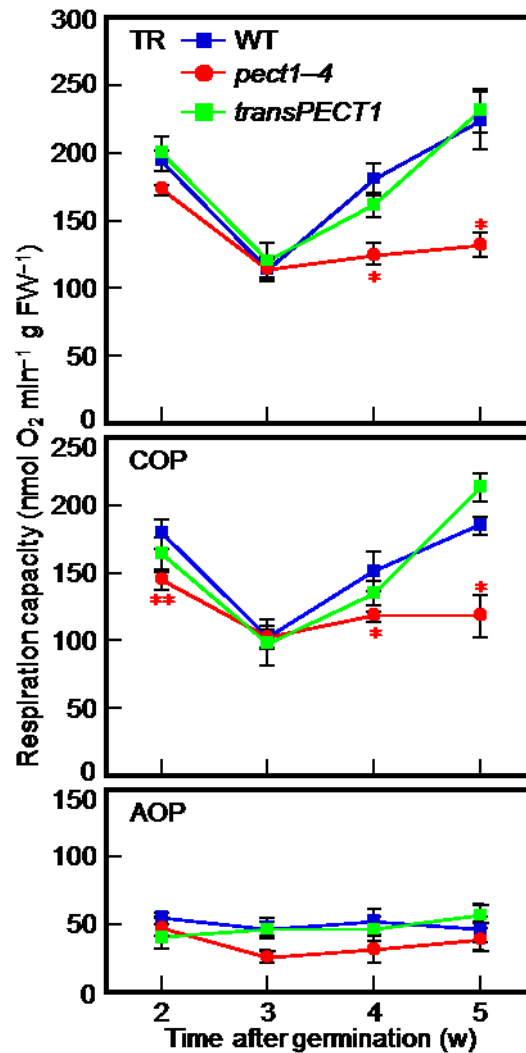 300
TR WT
pect1–4
250
transPECT1
200
150
100
50
0
Respiration capacity (nmol O₂ min⁻¹ g FW⁻¹)
*
*
250
COP
200
150
100
50
0
**
*
*
150
AOP
100
50
0
2 3 4 5
Time after germination (w)